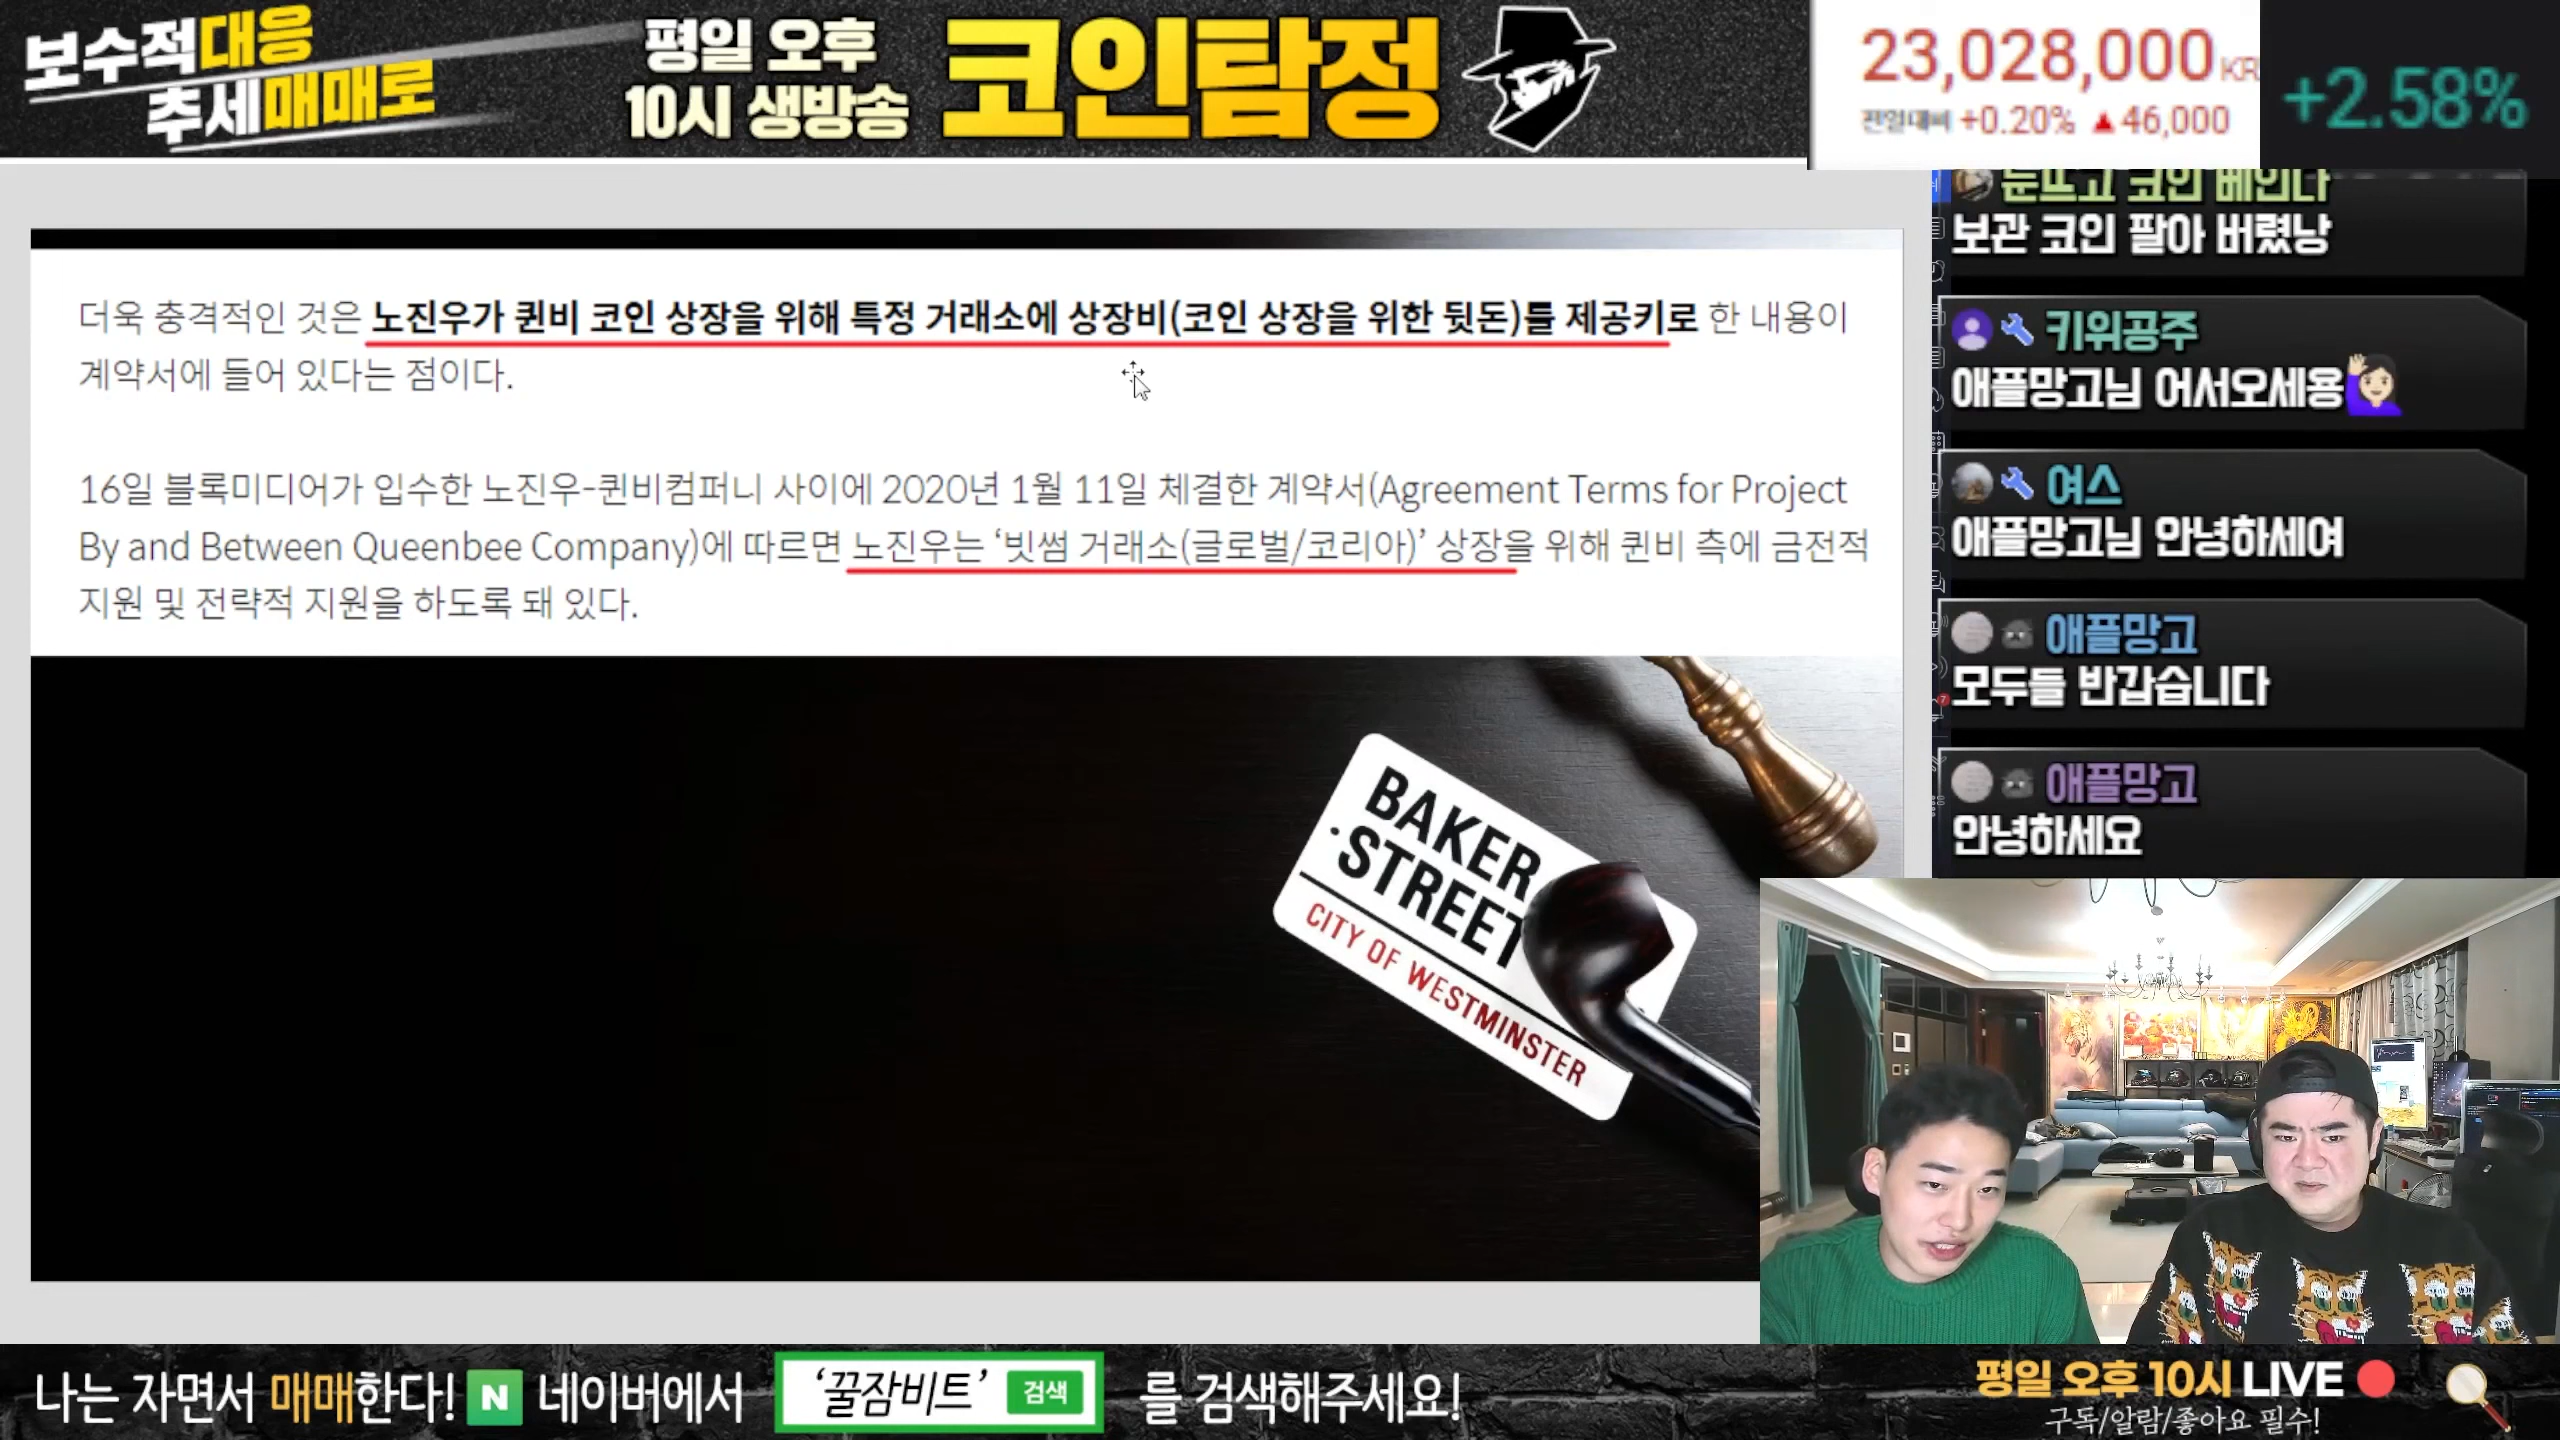 보수적대응
추세매매로
평일 오후
10시 생방송
코인탐정
23,028,000 KR
전일대비 +0.20% ▲46,000
+2.58%
더욱 충격적인 것은 노진우가 퀸비 코인 상장을 위해 특정 거래소에 상장비(코인 상장을 위한 뒷돈)를 제공키로 한 내용이
계약서에 들어 있다는 점이다.
16일 블록미디어가 입수한 노진우-퀸비컴퍼니 사이에 2020년 1월 11일 체결한 계약서(Agreement Terms for Project
By and Between Queenbee Company)에 따르면 노진우는 ‘빗썸 거래소(글로벌/코리아)’ 상장을 위해 퀸비 측에 금전적
지원 및 전략적 지원을 하도록 돼 있다.
BAKER
STREET
CITY OF WESTMINSTER
눈뜨고 코인 베인다
보관 코인 팔아 버렸낭
키위공주
애플망고님 어서오세용
여스
애플망고님 안녕하세여
애플망고
모두들 반갑습니다
애플망고
안녕하세요
나는 자면서 매매한다! N 네이버에서 ‘꿀잠비트’ 검색 를 검색해주세요!
평일 오후 10시 LIVE
구독/알람/좋아요 필수!